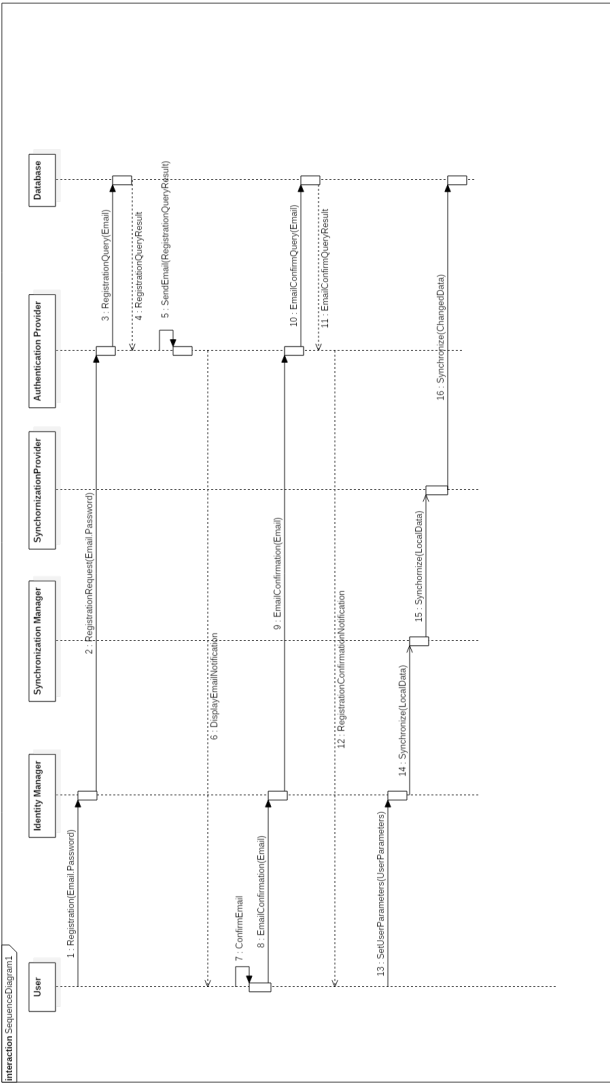 interaction SequenceDiagram1
User
Identity Manager
Synchronization Manager
SynchornizationProvider
Authentication Provider
Database
1 : Registration(Email.Password)
2 : RegistrationRequest(Email.Password)
3 : RegistrationQuery(Email)
4 : RegistrationQueryResult
5 : SendEmail(RegistrationQueryResult)
6 : DisplayEmailNotification
7 : ConfirmEmail
8 : EmailConfirmation(Email)
9 : EmailConfirmation(Email)
10 : EmailConfirmQuery(Email)
11 : EmailConfirmQueryResult
12 : RegistrationConfirmationNotification
13 : SetUserParameters(UserParameters)
14 : Synchronize(LocalData)
15 : Synchornize(LocalData)
16 : Synchronize(ChangedData)